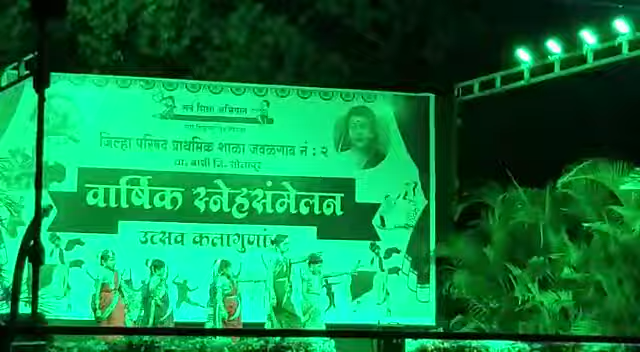 सर्व शिक्षा अभियान
जिल्हा परिषद प्राथमिक शाळा जवळगाव नं : २
ता. बार्शी जि. सोलापूर
वार्षिक स्नेहसंमेलन
उत्सव कलागुणां